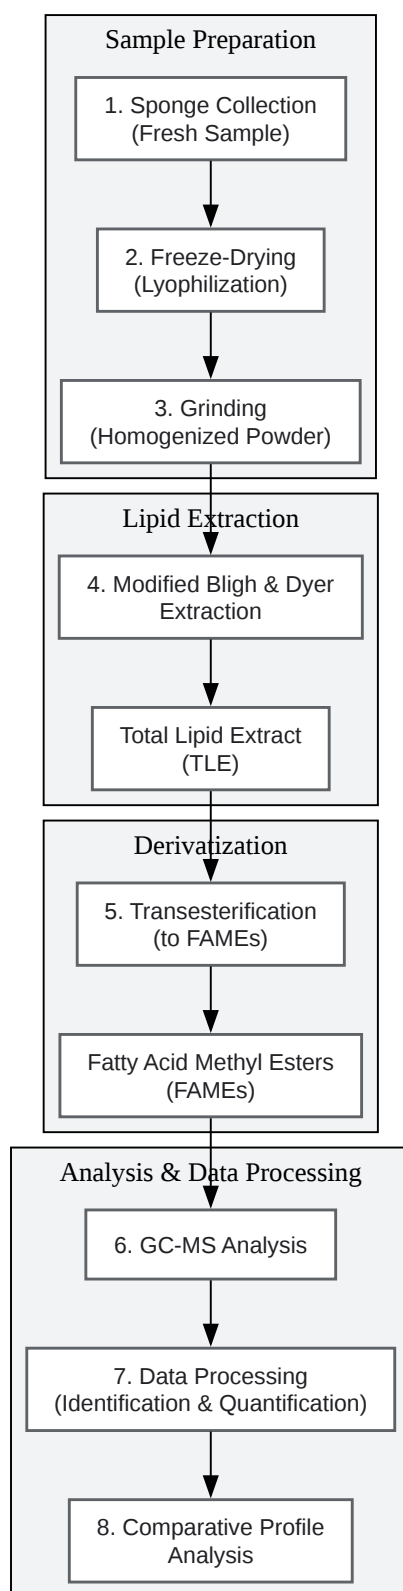 Sample Preparation
1. Sponge Collection
(Fresh Sample)
2. Freeze-Drying
(Lyophilization)
3. Grinding
(Homogenized Powder)
Lipid Extraction
4. Modified Bligh & Dyer
Extraction
Total Lipid Extract
(TLE)
Derivatization
5. Transesterification
(to FAMEs)
Fatty Acid Methyl Esters
(FAMEs)
Analysis & Data Processing
6. GC-MS Analysis
7. Data Processing
(Identification & Quantification)
8. Comparative Profile
Analysis